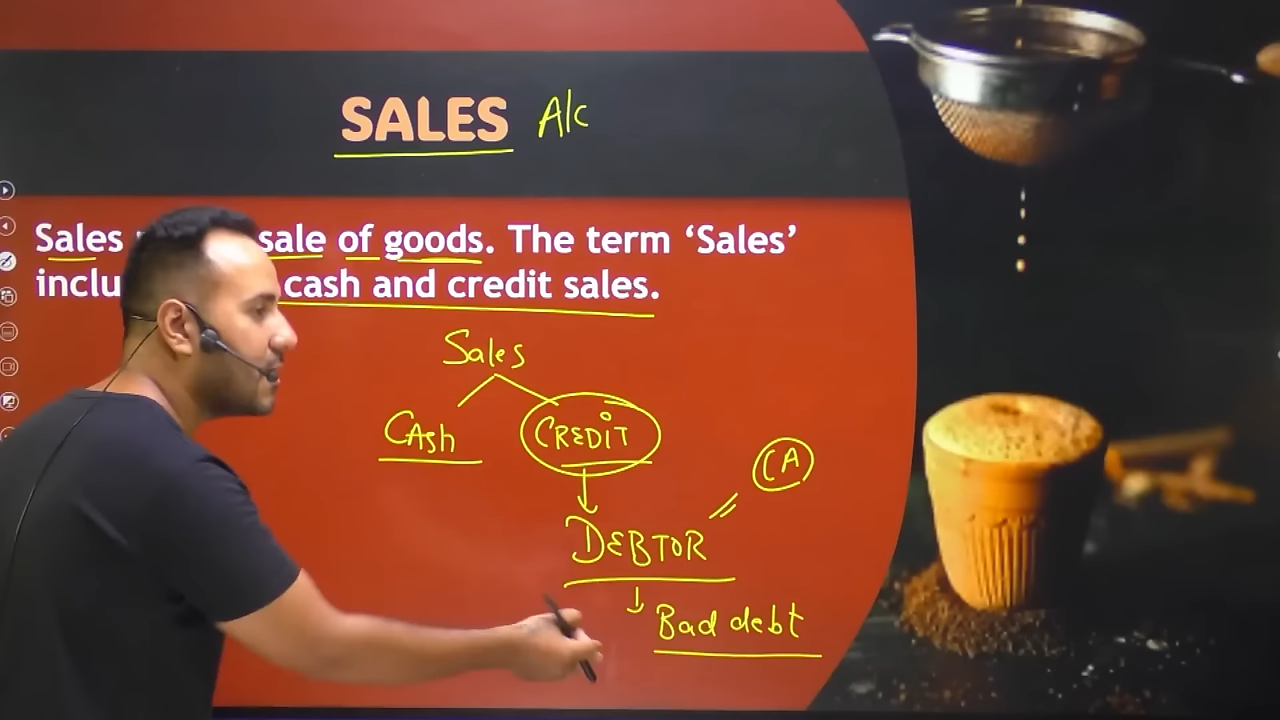 SALES A/c
Sales sale of goods. The term ‘Sales’
inclu cash and credit sales.
Sales
CAsh CREDIT
CA
DEBTOR
Bad debt